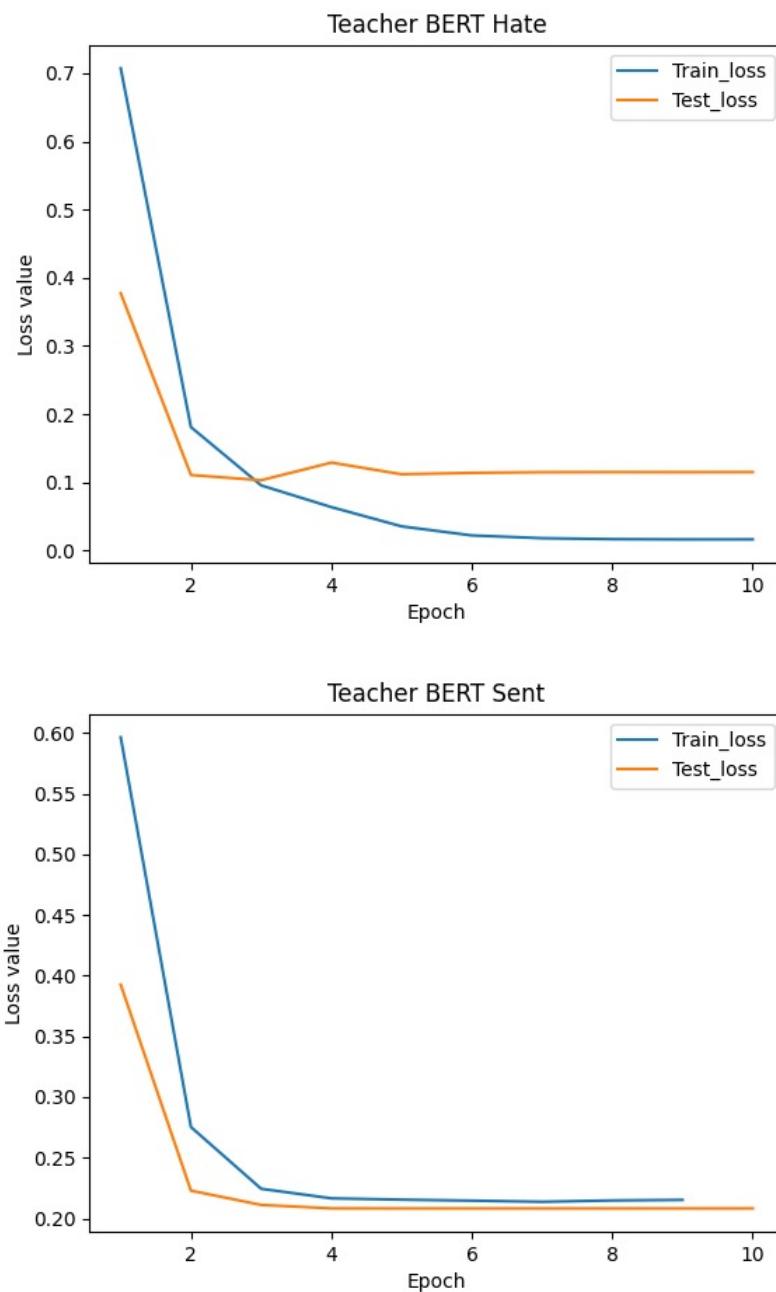 Teacher BERT Hate
0.7
0.6
0.5
0.4
0.3
0.2
0.1
0.0
Loss value
Train_loss
Test_loss
2 4 6 8 10
Epoch
Teacher BERT Sent
0.60
0.55
0.50
0.45
0.40
0.35
0.30
0.25
0.20
Loss value
Train_loss
Test_loss
2 4 6 8 10
Epoch